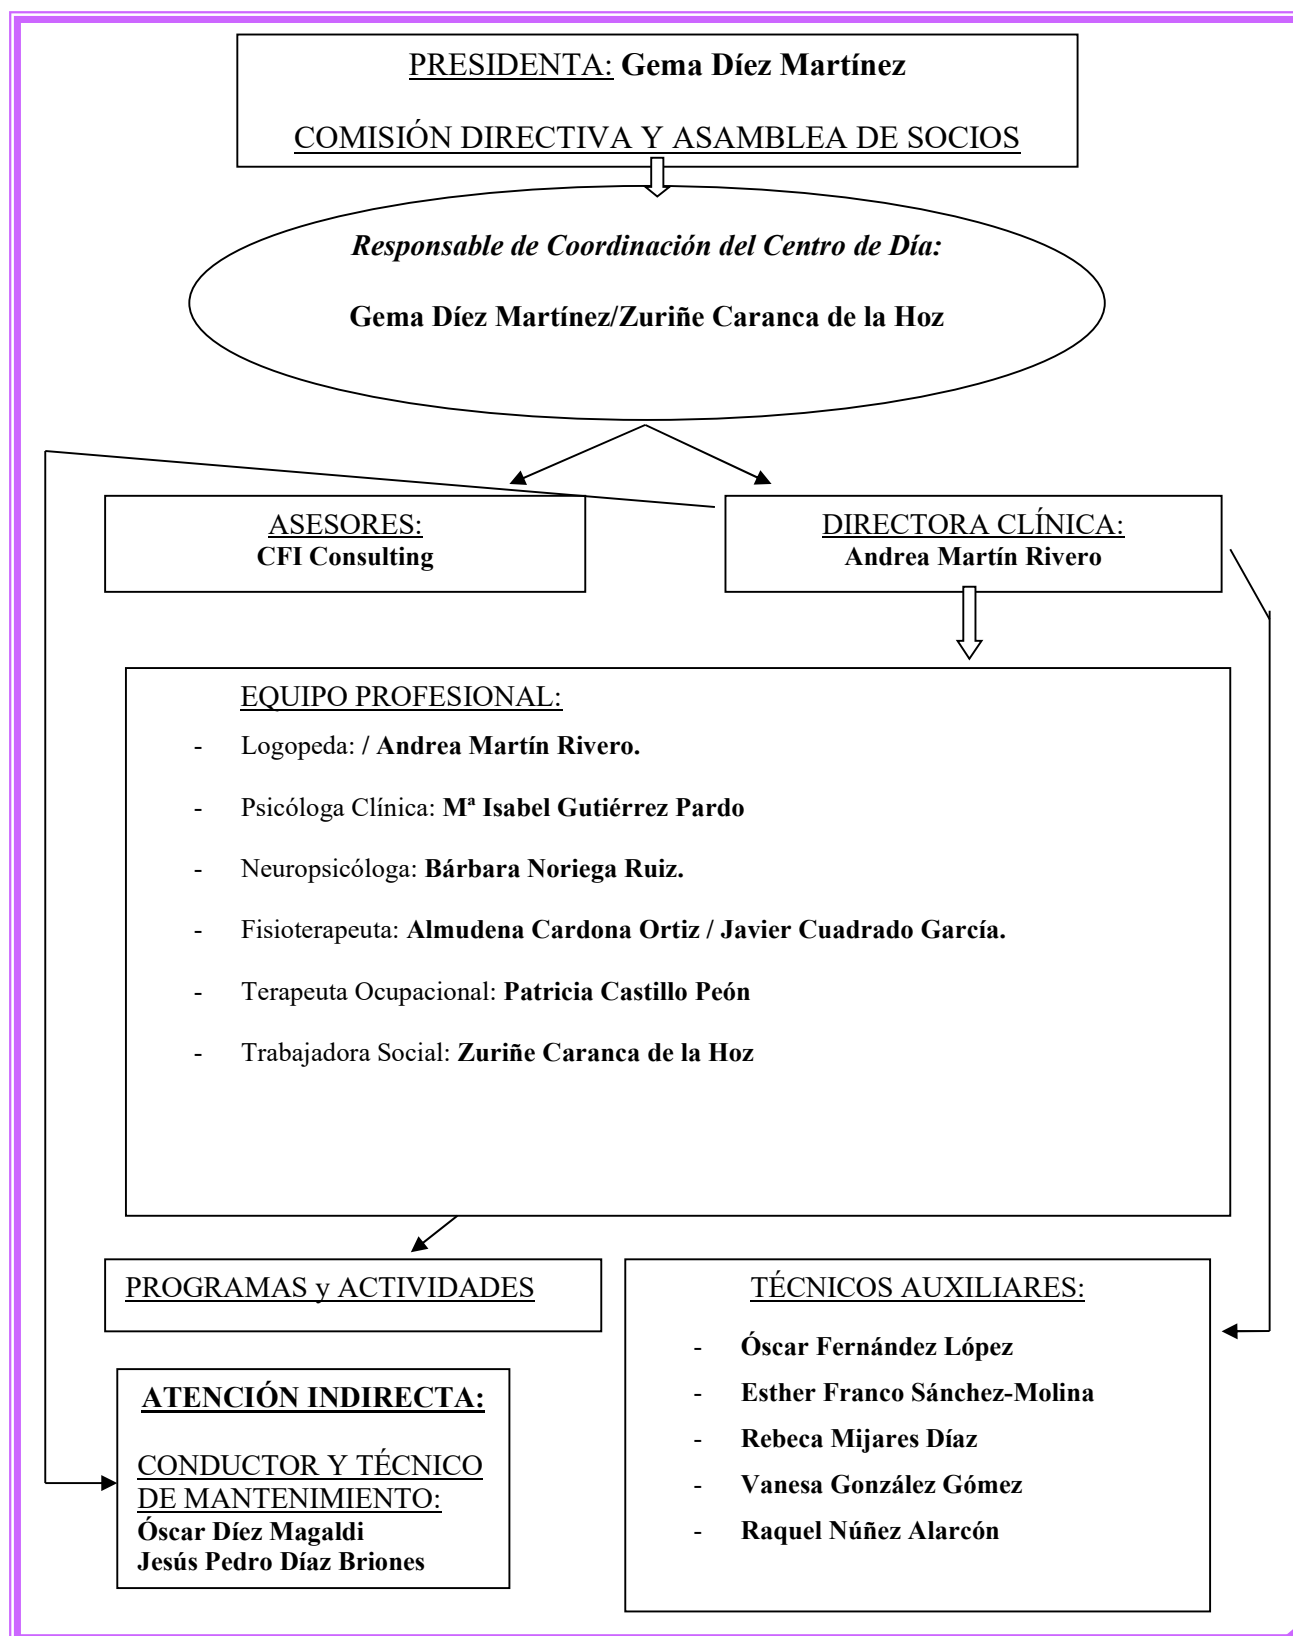 PRESIDENTA: Gema Díez Martínez
COMISIÓN DIRECTIVA Y ASAMBLEA DE SOCIOS
Responsable de Coordinación del Centro de Día:
Gema Díez Martínez/Zuriñe Caranca de la Hoz
ASESORES:
CFI Consulting
DIRECTORA CLÍNICA:
Andrea Martín Rivero
EQUIPO PROFESIONAL:
- Logopeda: / Andrea Martín Rivero.
- Psicóloga Clínica: Mª Isabel Gutiérrez Pardo
- Neuropsicóloga: Bárbara Noriega Ruiz.
- Fisioterapeuta: Almudena Cardona Ortiz / Javier Cuadrado García.
- Terapeuta Ocupacional: Patricia Castillo Peón
- Trabajadora Social: Zuriñe Caranca de la Hoz
PROGRAMAS y ACTIVIDADES
ATENCIÓN INDIRECTA:
CONDUCTOR Y TÉCNICO
DE MANTENIMIENTO:
Óscar Díez Magaldi
Jesús Pedro Díaz Briones
TÉCNICOS AUXILIARES:
- Óscar Fernández López
- Esther Franco Sánchez-Molina
- Rebeca Mijares Díaz
- Vanesa González Gómez
- Raquel Núñez Alarcón